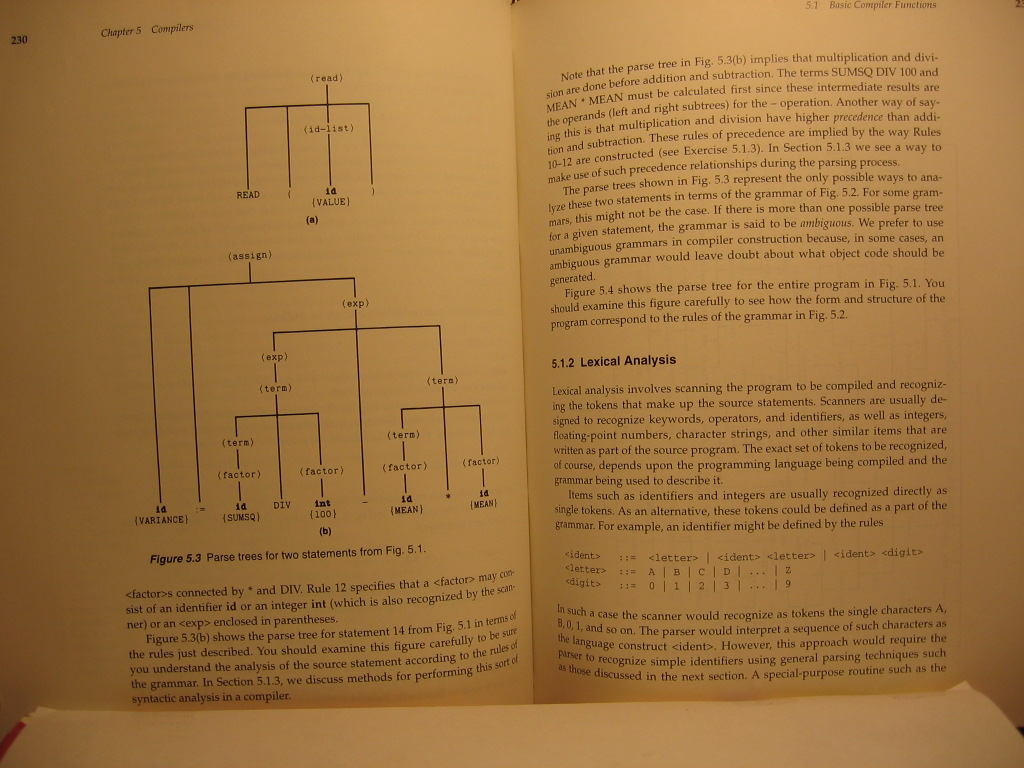 230
Chapter 5 Compilers
(read)
(id-list)
READ ( id )
{VALUE}
(a)
(assign)
(exp)
(exp)
(term) (term)
(term) (term)
(factor) (factor) (factor) (factor)
id := id DIV int - id * id
{VARIANCE} {SUMSQ} {100} {MEAN} {MEAN}
(b)
Figure 5.3 Parse trees for two statements from Fig. 5.1.
<factor>s connected by * and DIV. Rule 12 specifies that a <factor> may con-
sist of an identifier id or an integer int (which is also recognized by the scan-
ner) or an <exp> enclosed in parentheses.
Figure 5.3(b) shows the parse tree for statement 14 from Fig. 5.1 in terms of
the rules just described. You should examine this figure carefully to be sure
you understand the analysis of the source statement according to the rules of
the grammar. In Section 5.1.3, we discuss methods for performing this sort of
syntactic analysis in a compiler.
5.1 Basic Compiler Functions
Note that the parse tree in Fig. 5.3(b) implies that multiplication and divi-
sion are done before addition and subtraction. The terms SUMSQ DIV 100 and
MEAN * MEAN must be calculated first since these intermediate results are
the operands (left and right subtrees) for the – operation. Another way of say-
ing this is that multiplication and division have higher precedence than addi-
tion and subtraction. These rules of precedence are implied by the way Rules
10–12 are constructed (see Exercise 5.1.3). In Section 5.1.3 we see a way to
make use of such precedence relationships during the parsing process.
The parse trees shown in Fig. 5.3 represent the only possible ways to ana-
lyze these two statements in terms of the grammar of Fig. 5.2. For some gram-
mars, this might not be the case. If there is more than one possible parse tree
for a given statement, the grammar is said to be ambiguous. We prefer to use
unambiguous grammars in compiler construction because, in some cases, an
ambiguous grammar would leave doubt about what object code should be
generated.
Figure 5.4 shows the parse tree for the entire program in Fig. 5.1. You
should examine this figure carefully to see how the form and structure of the
program correspond to the rules of the grammar in Fig. 5.2.
5.1.2 Lexical Analysis
Lexical analysis involves scanning the program to be compiled and recogniz-
ing the tokens that make up the source statements. Scanners are usually de-
signed to recognize keywords, operators, and identifiers, as well as integers,
floating-point numbers, character strings, and other similar items that are
written as part of the source program. The exact set of tokens to be recognized,
of course, depends upon the programming language being compiled and the
grammar being used to describe it.
Items such as identifiers and integers are usually recognized directly as
single tokens. As an alternative, these tokens could be defined as a part of the
grammar. For example, an identifier might be defined by the rules
<ident> ::= <letter> | <ident> <letter> | <ident> <digit>
<letter> ::= A | B | C | D | ... | Z
<digit> ::= 0 | 1 | 2 | 3 | ... | 9
In such a case the scanner would recognize as tokens the single characters A,
B, 0, 1, and so on. The parser would interpret a sequence of such characters as
the language construct <ident>. However, this approach would require the
parser to recognize simple identifiers using general parsing techniques such
as those discussed in the next section. A special-purpose routine such as the